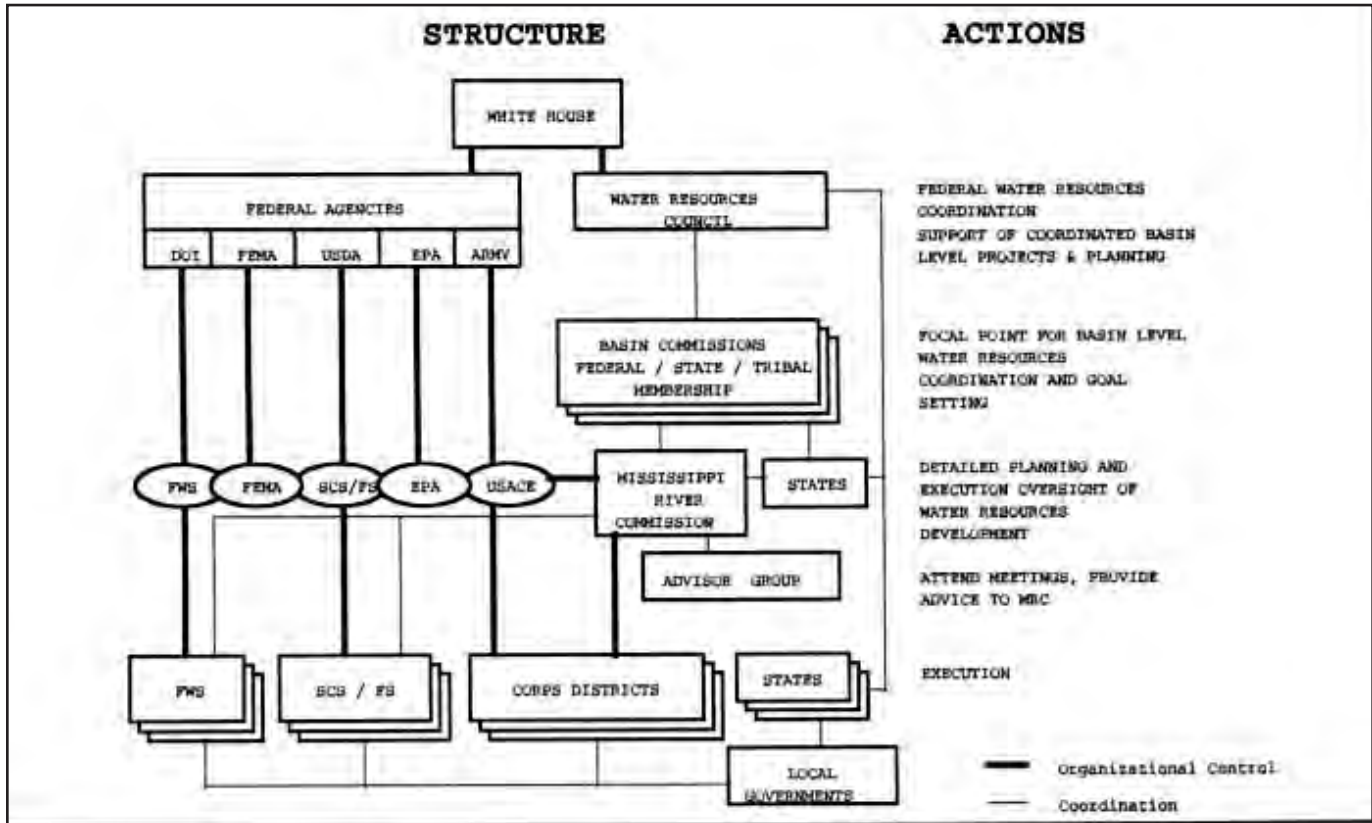 STRUCTURE
ACTIONS
WHITE HOUSE
FEDERAL AGENCIES
DOI FEMA USDA EPA ARMY
WATER RESOURCES
COUNCIL
FEDERAL WATER RESOURCES
COORDINATION
SUPPORT OF COORDINATED BASIN
LEVEL PROJECTS & PLANNING
BASIN COMMISSIONS
FEDERAL / STATE / TRIBAL
MEMBERSHIP
FOCAL POINT FOR BASIN LEVEL
WATER RESOURCES
COORDINATION AND GOAL
SETTING
FWS FEMA SCS/FS EPA USACE
MISSISSIPPI
RIVER
COMMISSION
STATES
DETAILED PLANNING AND
EXECUTION OVERSIGHT OF
WATER RESOURCES
DEVELOPMENT
ADVISOR GROUP
ATTEND MEETINGS, PROVIDE
ADVICE TO MRC
FWS
SCS / FS
CORPS DISTRICTS
STATES
EXECUTION
LOCAL
GOVERNMENTS
Organizational Control
Coordination